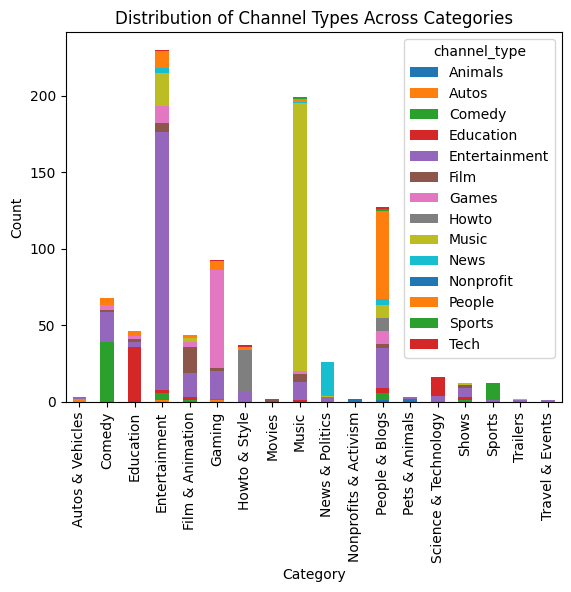 Distribution of Channel Types Across Categories
channel_type
Animals
Autos
Comedy
Education
Entertainment
Film
Games
Howto
Music
News
Nonprofit
People
Sports
Tech
Count
200
150
100
50
0
Autos & Vehicles
Comedy
Education
Entertainment
Film & Animation
Gaming
Howto & Style
Movies
Music
News & Politics
Nonprofits & Activism
People & Blogs
Pets & Animals
Science & Technology
Shows
Sports
Trailers
Travel & Events
Category